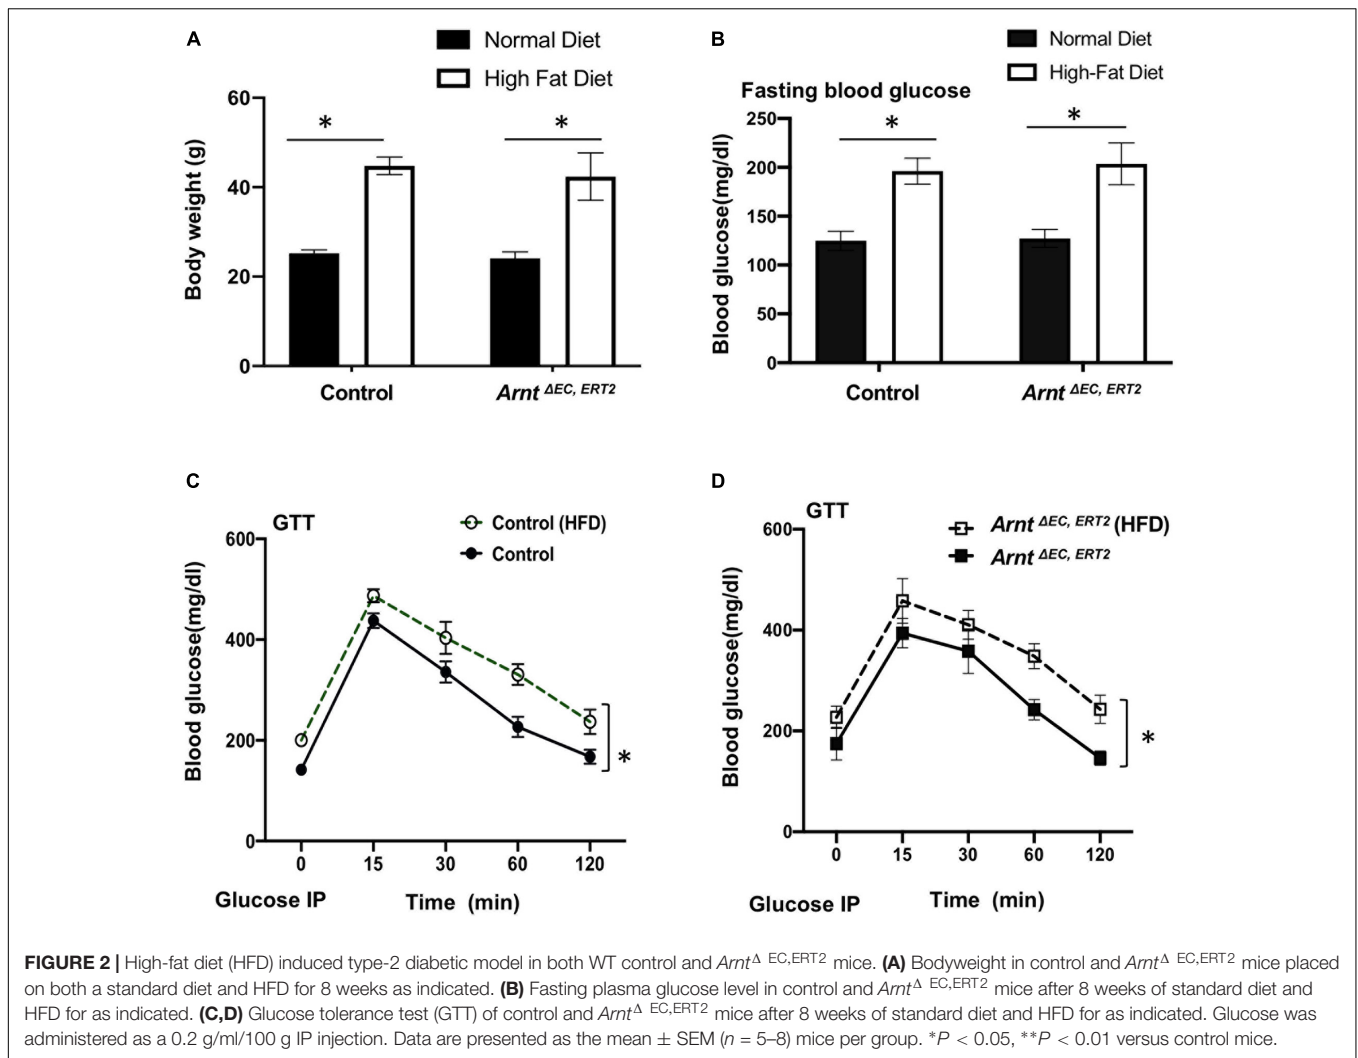 A
Normal Diet
High Fat Diet
60
40
20
0
Body weight (g)
*
*
Control
Arnt ΔEC, ERT2
B
Normal Diet
High-Fat Diet
Fasting blood glucose
250
200
150
100
50
0
Blood glucose(mg/dl)
*
*
Control
Arnt ΔEC, ERT2
C
GTT
Control (HFD)
Control
600
400
200
0
Blood glucose(mg/dl)
*
0 15 30 60 120
Glucose IP Time (min)
D
GTT
Arnt ΔEC, ERT2 (HFD)
Arnt ΔEC, ERT2
600
400
200
0
Blood glucose(mg/dl)
*
0 15 30 60 120
Glucose IP Time (min)
FIGURE 2 | High-fat diet (HFD) induced type-2 diabetic model in both WT control and ArntΔ EC,ERT2 mice. (A) Bodyweight in control and ArntΔ EC,ERT2 mice placed
on both a standard diet and HFD for 8 weeks as indicated. (B) Fasting plasma glucose level in control and ArntΔ EC,ERT2 mice after 8 weeks of standard diet and
HFD for as indicated. (C,D) Glucose tolerance test (GTT) of control and ArntΔ EC,ERT2 mice after 8 weeks of standard diet and HFD for as indicated. Glucose was
administered as a 0.2 g/ml/100 g IP injection. Data are presented as the mean ± SEM (n = 5–8) mice per group. *P < 0.05, **P < 0.01 versus control mice.